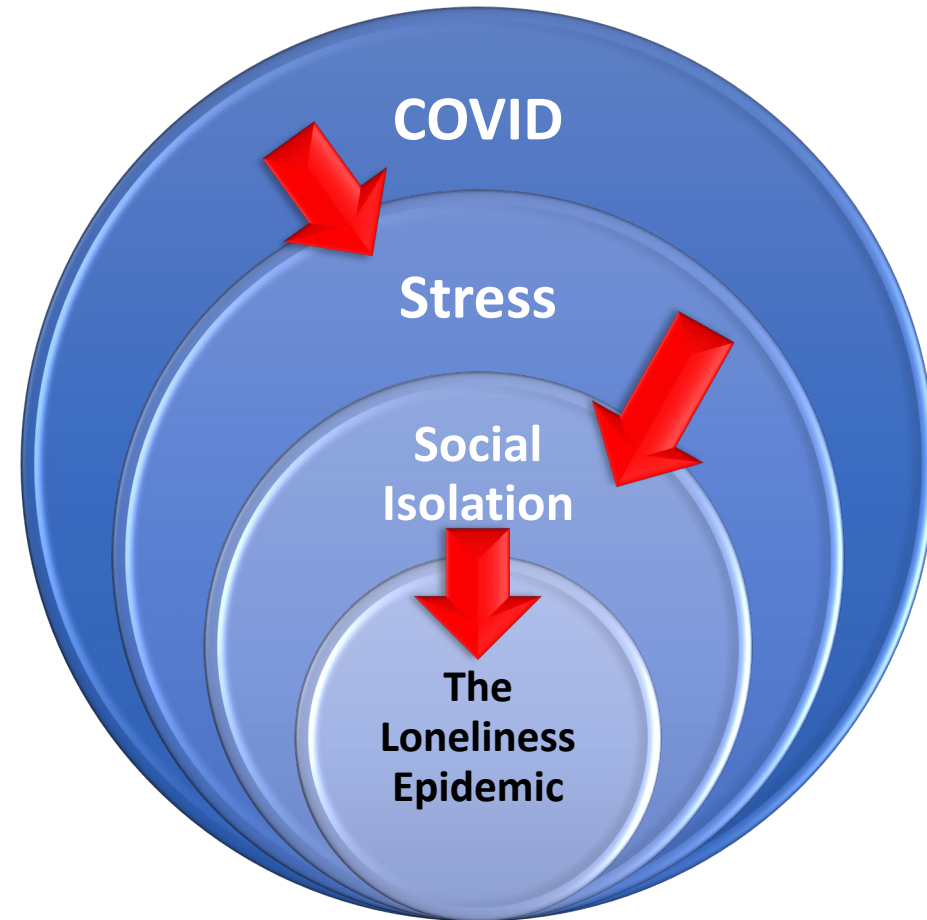 COVID
Stress
Social
Isolation
The
Loneliness
Epidemic